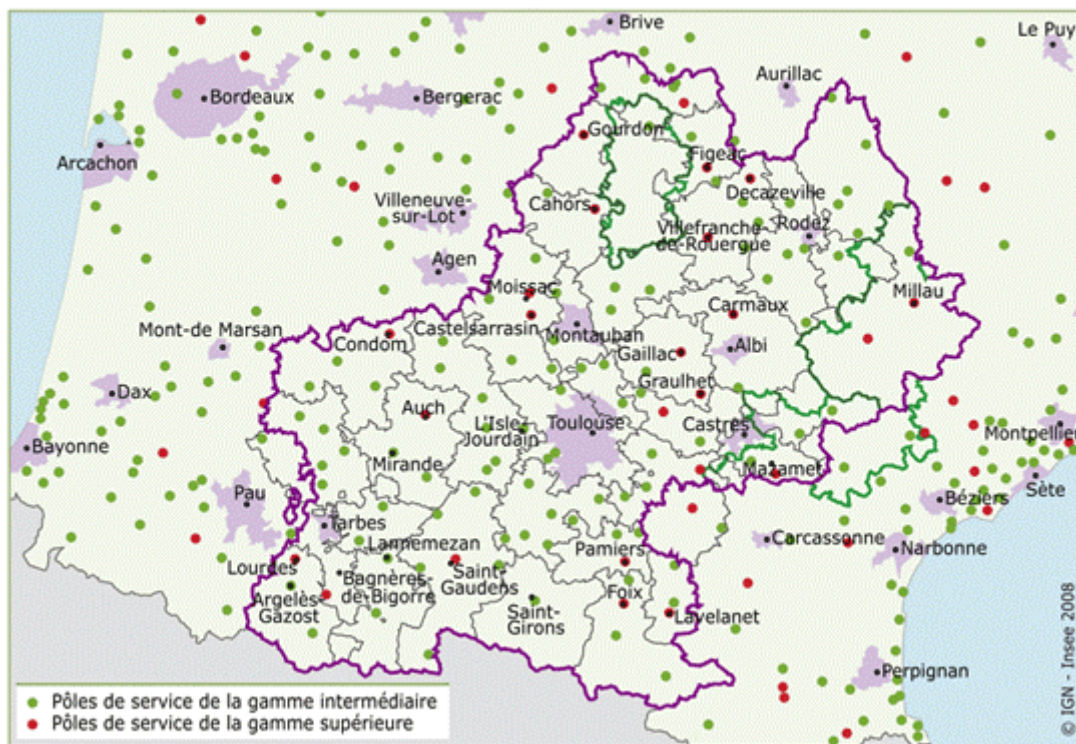 Brive
Le Puy
Aurillac
Bordeaux
Bergerac
Gourdon
Arcachon
Figeac
Decazeville
Villeneuve-
sur-Lot
Cahors
Villefranche-
de-Rouergue
Rodez
Agen
Moissac
Millau
Mont-de Marsan
Castelsarrasin
Carmaux
Montauban
Condom
Gaillac
Albi
Dax
Graulhet
Auch
L'Isle-
Jourdain
Toulouse
Castres
Bayonne
Montpellier
Mirande
Mazamet
Pau
Sète
Béziers
Tarbes
Carcassonne
Narbonne
Lannemezan
Lourdes
Pamiers
Bagnères-
de-Bigorre
Saint-
Gaudens
Argelès-
Gazost
Foix
Saint-
Girons
Lavelanet
Perpignan
Pôles de service de la gamme intermédiaire
Pôles de service de la gamme supérieure
© IGN - Insee 2008